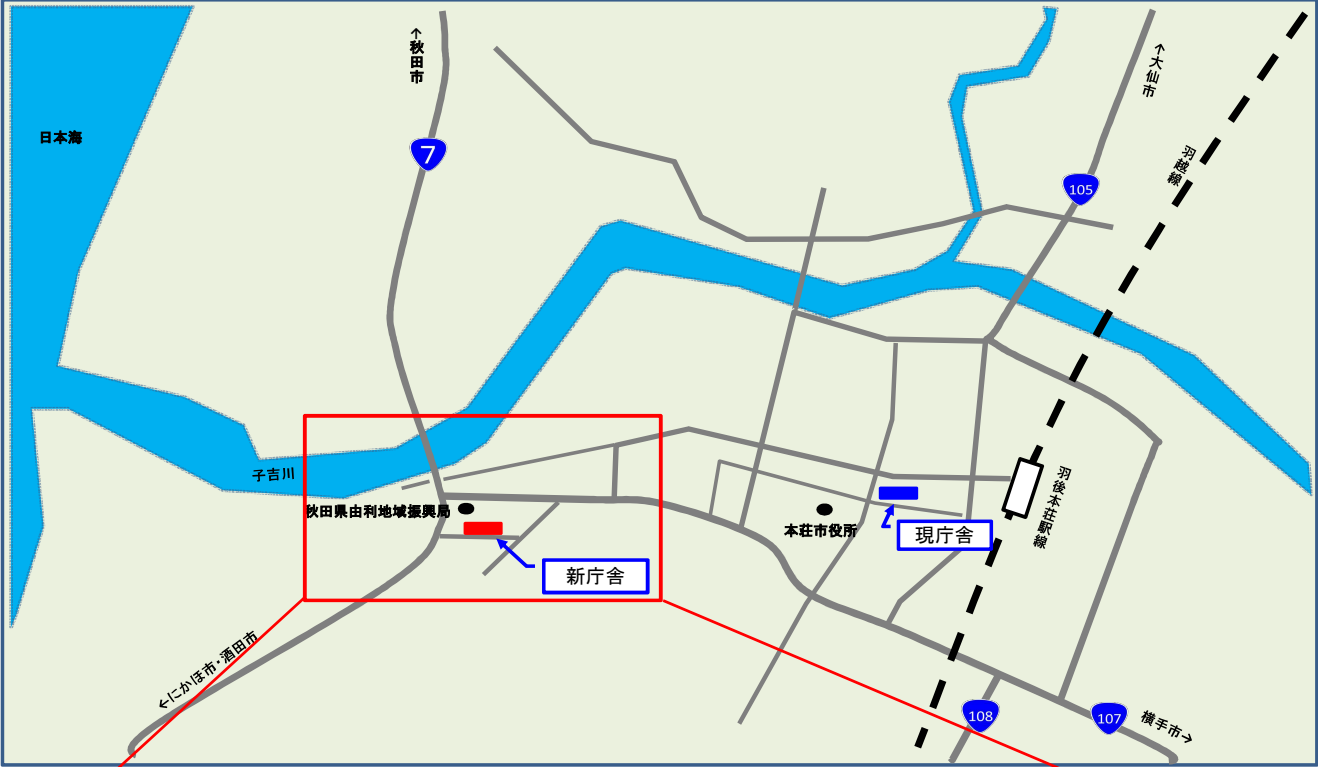 ↑秋田市
↑大仙市
日本海
7
羽越線
105
子吉川
秋田県由利地域振興局
羽後本荘駅線
本荘市役所
現庁舎
新庁舎
←にかほ市・酒田市
108
107
横手市→